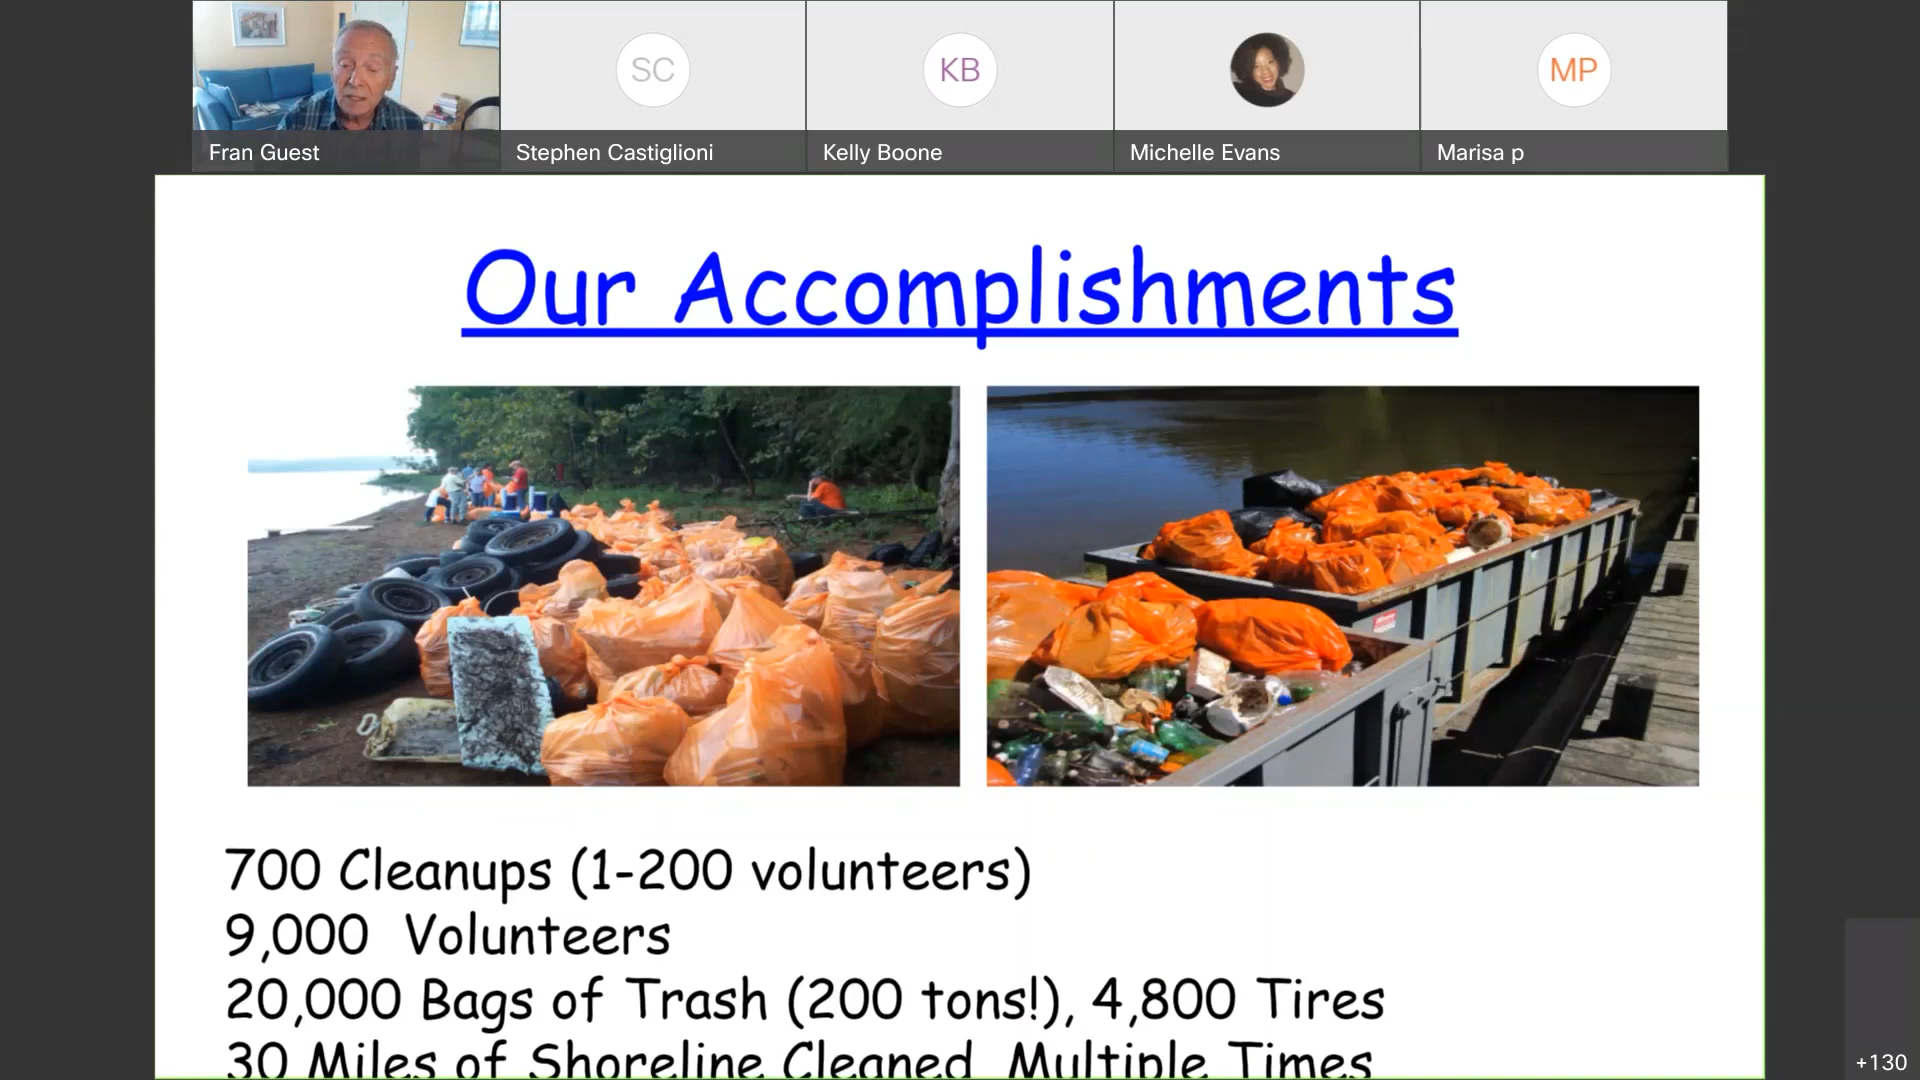 SC
KB
MP
Fran Guest
Stephen Castiglioni
Kelly Boone
Michelle Evans
Marisa p
Our Accomplishments
700 Cleanups (1-200 volunteers)
9,000 Volunteers
20,000 Bags of Trash (200 tons!), 4,800 Tires
30 Miles of Shoreline Cleaned Multiple Times
+130